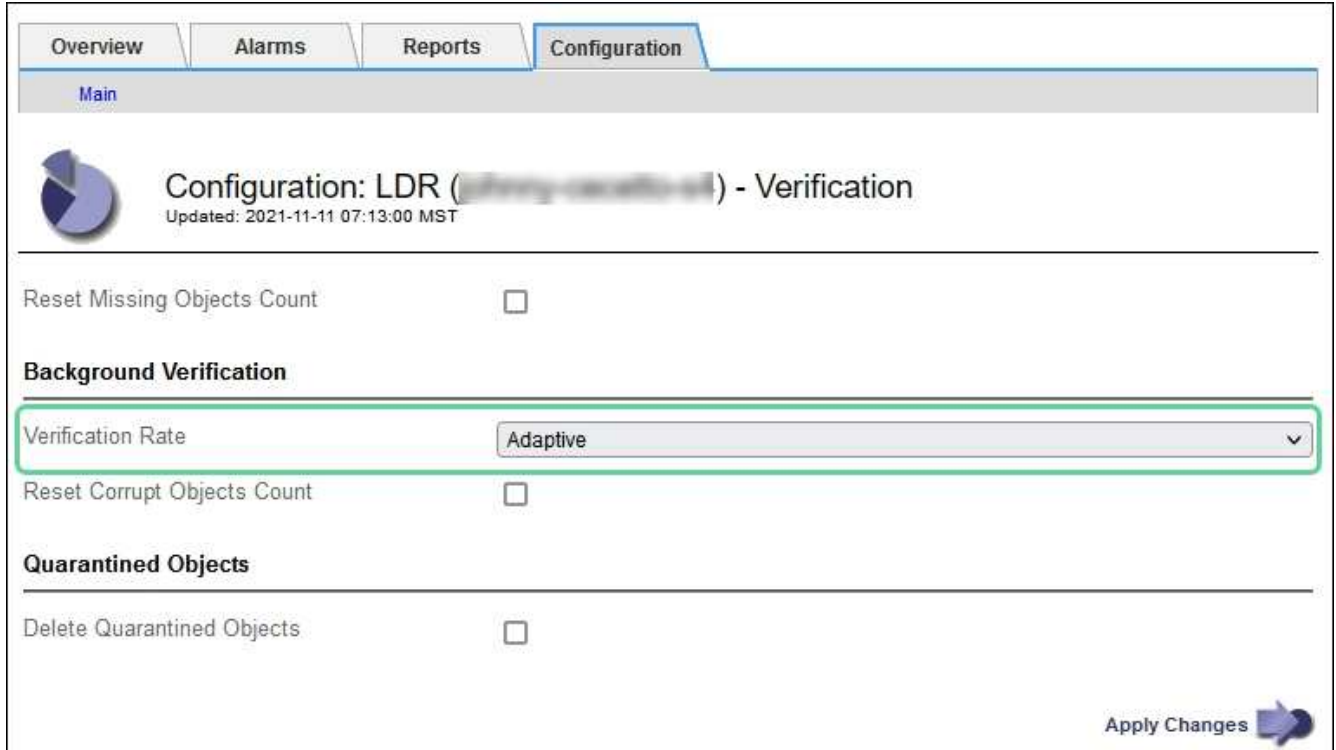 Overview Alarms Reports Configuration
Main
Configuration: LDR ( ) - Verification
Updated: 2021-11-11 07:13:00 MST
Reset Missing Objects Count
Background Verification
Verification Rate Adaptive
Reset Corrupt Objects Count
Quarantined Objects
Delete Quarantined Objects
Apply Changes